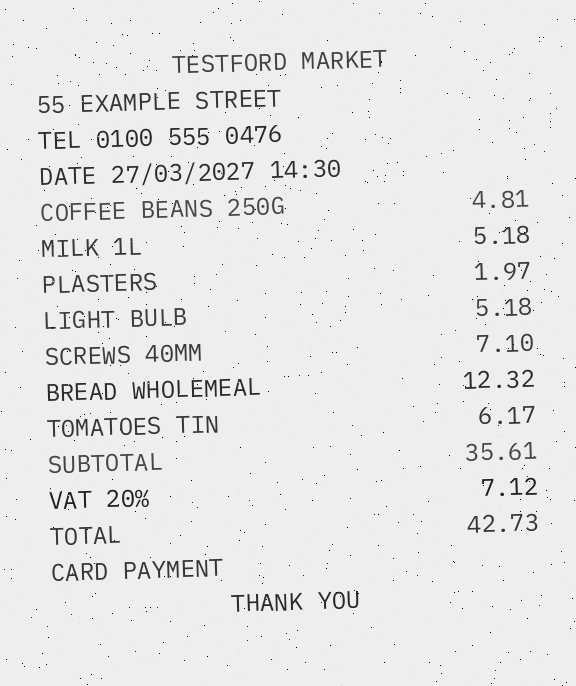 TESTFORD MARKET
55 EXAMPLE STREET
TEL 0100 555 0476
DATE 27/03/2027 14:30
COFFEE BEANS 250G 4.81
MILK 1L 5.18
PLASTERS 1.97
LIGHT BULB 5.18
SCREWS 40MM 7.10
BREAD WHOLEMEAL 12.32
TOMATOES TIN 6.17
SUBTOTAL 35.61
VAT 20% 7.12
TOTAL 42.73
CARD PAYMENT
THANK YOU